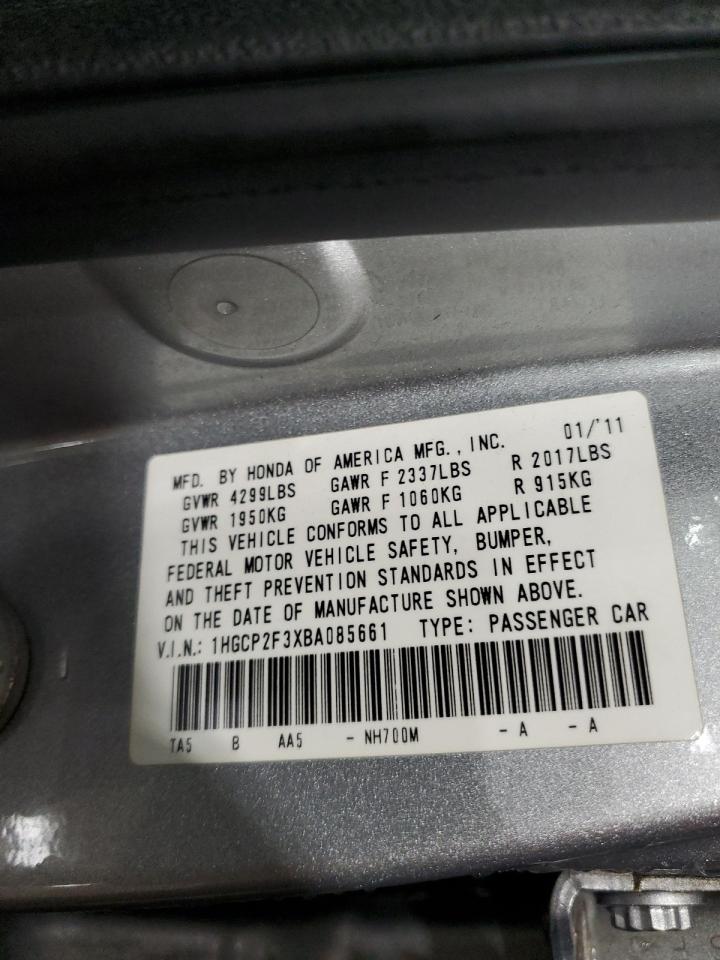 MFD. BY HONDA OF AMERICA MFG., INC. 01/'11
GVWR 4299LBS GAWR F 2337LBS R 2017LBS
GVWR 1950KG GAWR F 1060KG R 915KG
THIS VEHICLE CONFORMS TO ALL APPLICABLE
FEDERAL MOTOR VEHICLE SAFETY, BUMPER,
AND THEFT PREVENTION STANDARDS IN EFFECT
ON THE DATE OF MANUFACTURE SHOWN ABOVE.
V.I.N.: 1HGCP2F3XBA085661 TYPE: PASSENGER CAR
TA5 B AA5 - NH700M - A - A